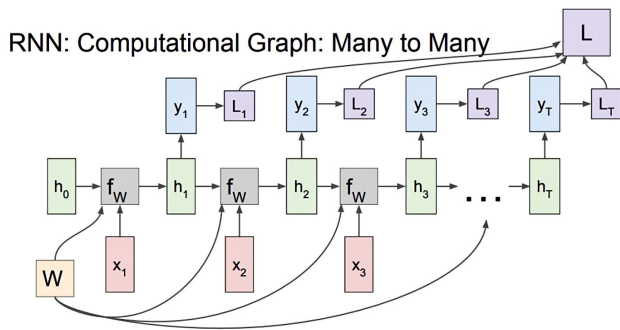 RNN: Computational Graph: Many to Many
L
y1 L1 y2 L2 y3 L3 yT LT
h0 fW h1 fW h2 fW h3 ... hT
x1 x2 x3
W